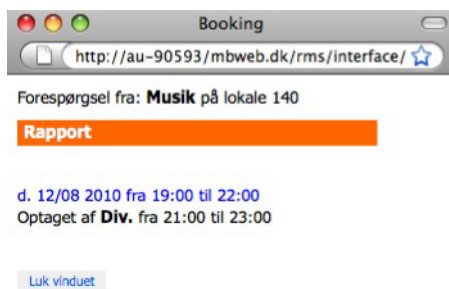 Booking
http://au-90593/mbweb.dk/rms/interface/
Forespørgsel fra: Musik på lokale 140
Rapport
d. 12/08 2010 fra 19:00 til 22:00
Optaget af Div. fra 21:00 til 23:00
Luk vinduet